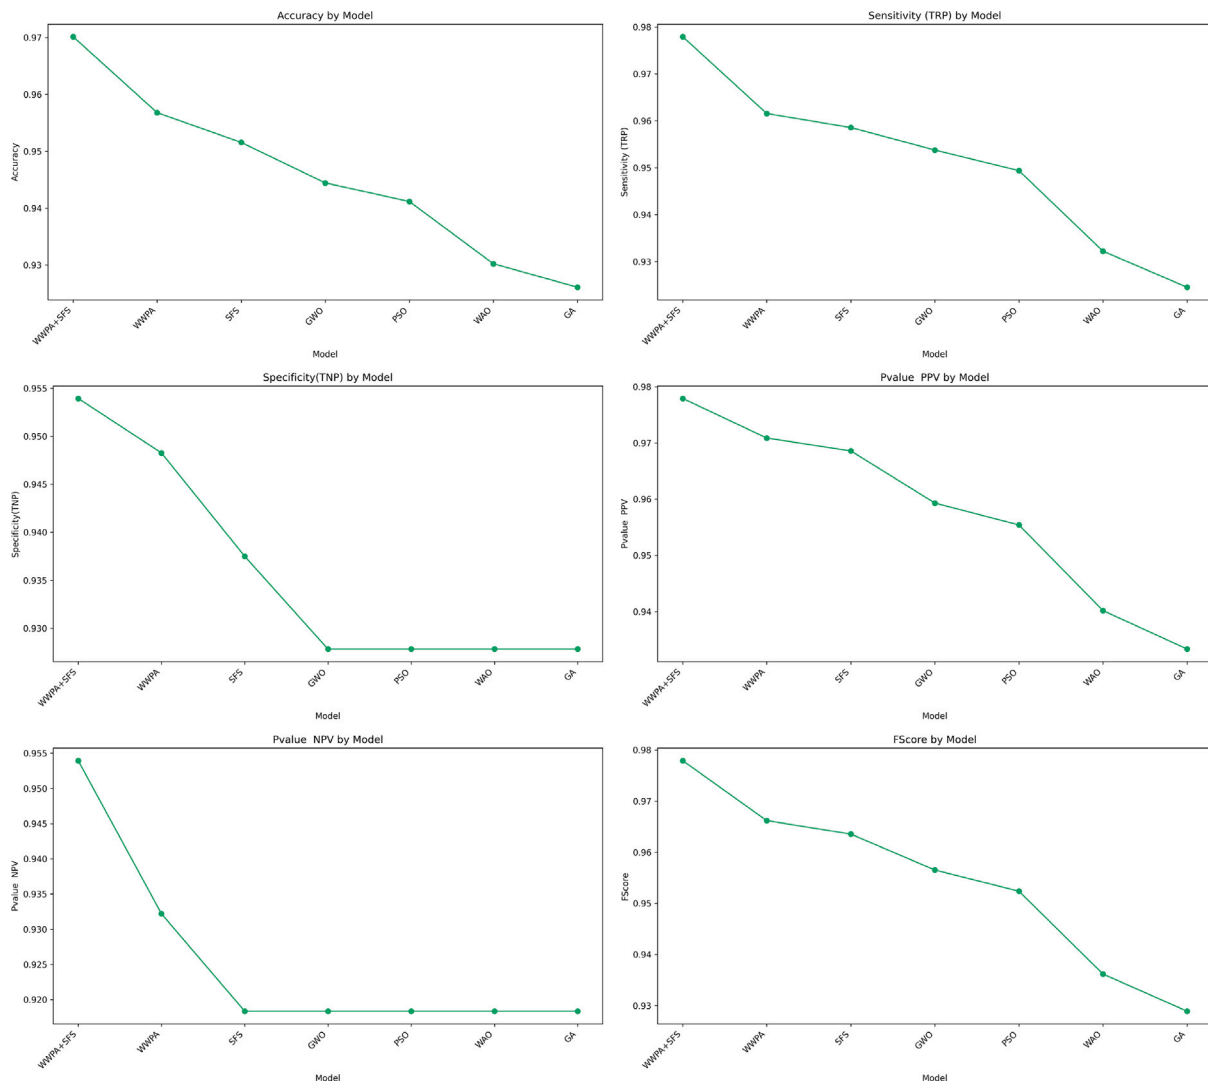 Accuracy by Model
0.97
0.96
0.95
0.94
0.93
Accuracy
WWPA+SFS
WWPA
SFS
GWO
PSO
WAO
GA
Model
Sensitivity (TRP) by Model
0.98
0.97
0.96
0.95
0.94
0.93
Sensitivity (TRP)
WWPA+SFS
WWPA
SFS
GWO
PSO
WAO
GA
Model
Specificity(TNP) by Model
0.955
0.950
0.945
0.940
0.935
0.930
Specificity(TNP)
WWPA+SFS
WWPA
SFS
GWO
PSO
WAO
GA
Model
Pvalue  PPV by Model
0.98
0.97
0.96
0.95
0.94
Pvalue  PPV
WWPA+SFS
WWPA
SFS
GWO
PSO
WAO
GA
Model
Pvalue  NPV by Model
0.955
0.950
0.945
0.940
0.935
0.930
0.925
0.920
Pvalue  NPV
WWPA+SFS
WWPA
SFS
GWO
PSO
WAO
GA
Model
FScore by Model
0.98
0.97
0.96
0.95
0.94
0.93
FScore
WWPA+SFS
WWPA
SFS
GWO
PSO
WAO
GA
Model